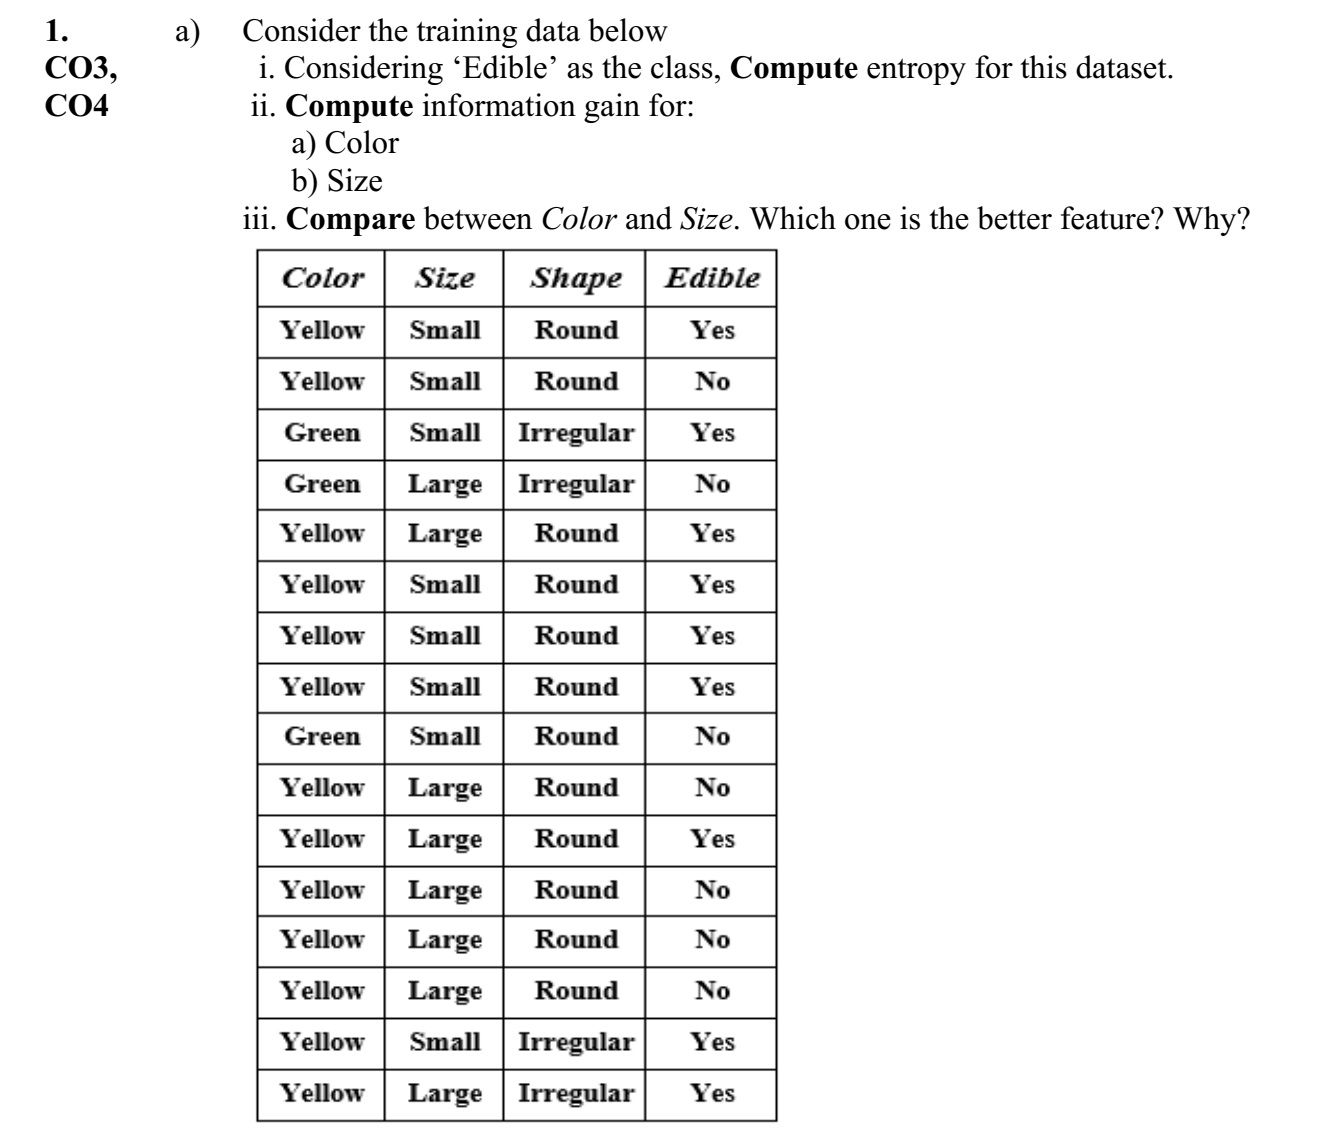 1. a) Consider the training data below
CO3, i. Considering ‘Edible’ as the class, Compute entropy for this dataset.
CO4 ii. Compute information gain for:
a) Color
b) Size
iii. Compare between Color and Size. Which one is the better feature? Why?
Color Size Shape Edible
Yellow Small Round Yes
Yellow Small Round No
Green Small Irregular Yes
Green Large Irregular No
Yellow Large Round Yes
Yellow Small Round Yes
Yellow Small Round Yes
Yellow Small Round Yes
Green Small Round No
Yellow Large Round No
Yellow Large Round Yes
Yellow Large Round No
Yellow Large Round No
Yellow Large Round No
Yellow Small Irregular Yes
Yellow Large Irregular Yes